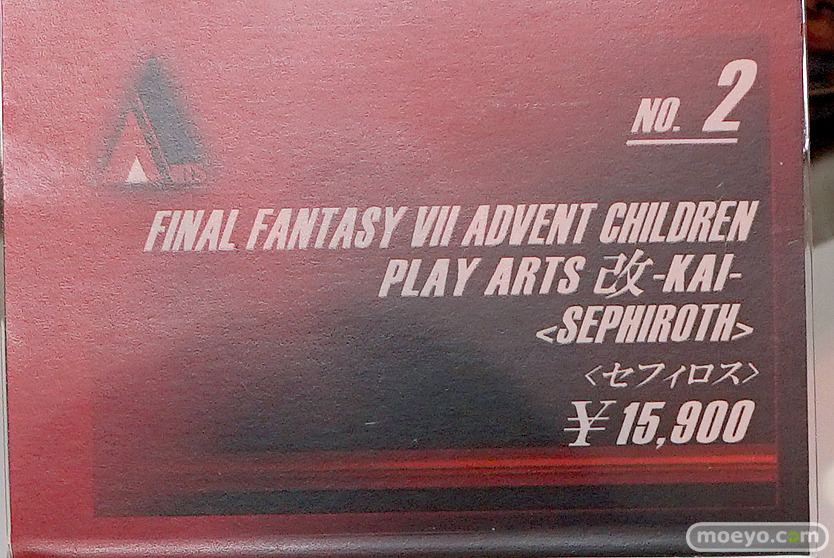 NO. 2
FINAL FANTASY VII ADVENT CHILDREN
PLAY ARTS 改 -KAI-
<SEPHIROTH>
<セフィロス>
¥15,900
moeyo.com